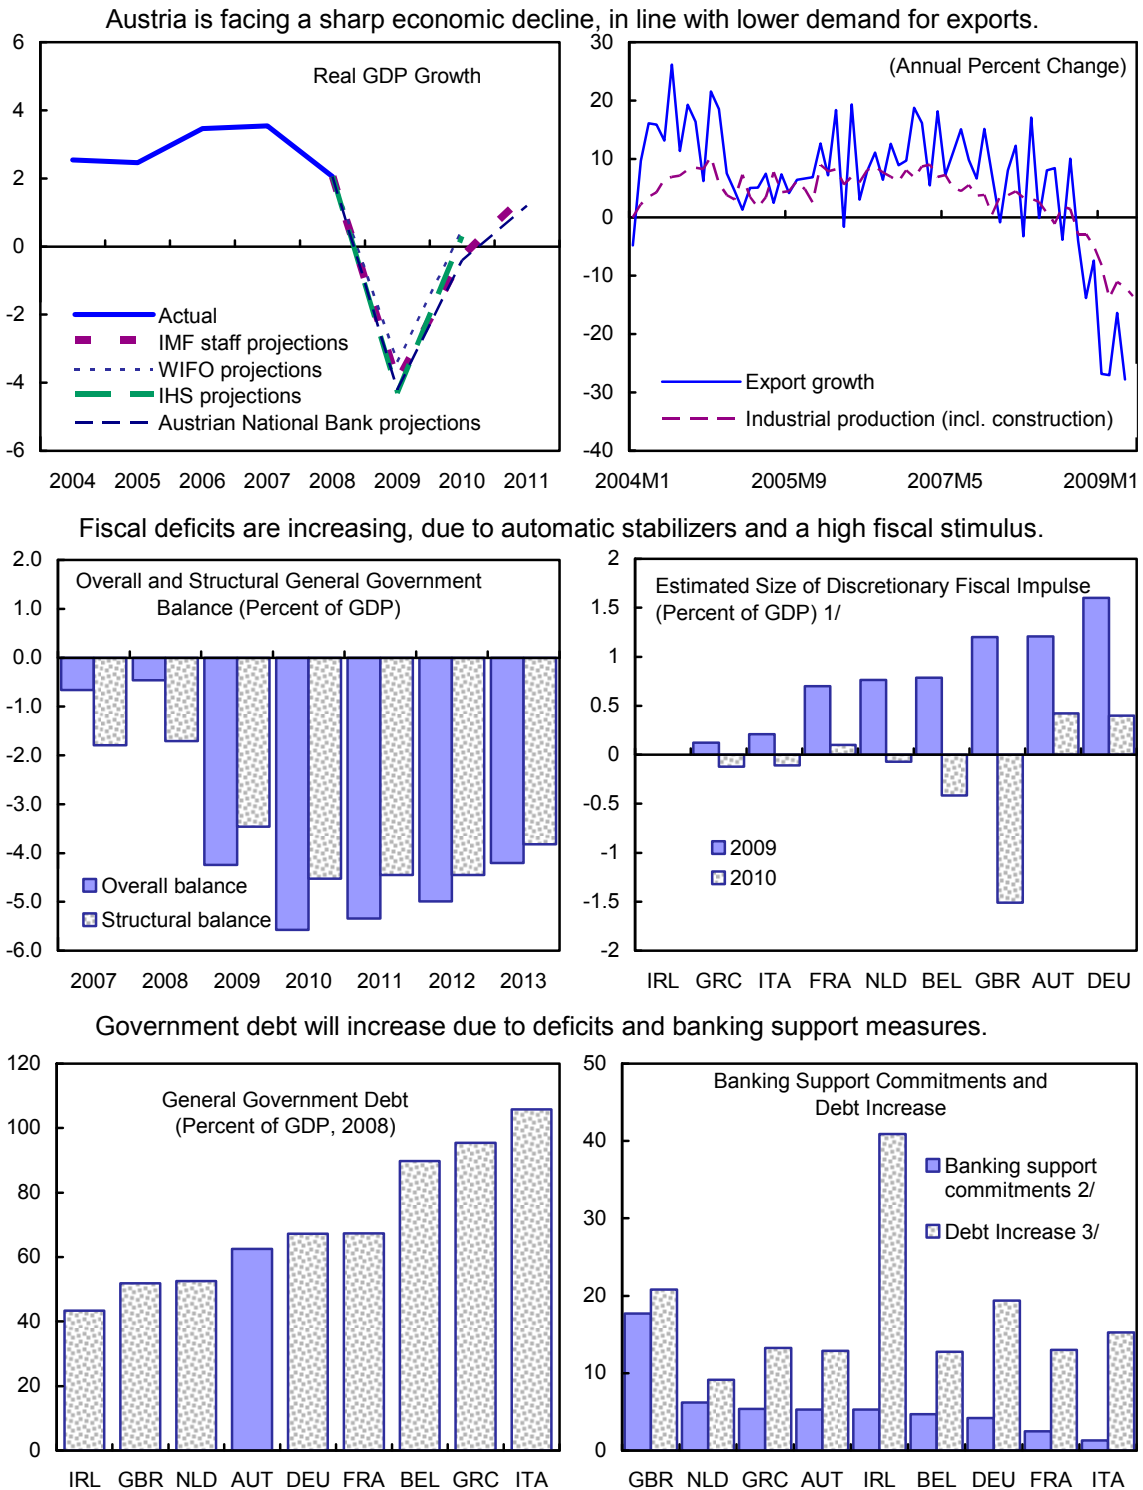 Austria is facing a sharp economic decline, in line with lower demand for exports.
6
4
2
0
-2
-4
-6
Real GDP Growth
Actual
IMF staff projections
WIFO projections
IHS projections
Austrian National Bank projections
2004 2005 2006 2007 2008 2009 2010 2011
30
20
10
0
-10
-20
-30
-40
(Annual Percent Change)
Export growth
Industrial production (incl. construction)
2004M1 2005M9 2007M5 2009M1
Fiscal deficits are increasing, due to automatic stabilizers and a high fiscal stimulus.
2.0
1.0
0.0
-1.0
-2.0
-3.0
-4.0
-5.0
-6.0
Overall and Structural General Government
Balance (Percent of GDP)
Overall balance
Structural balance
2007 2008 2009 2010 2011 2012 2013
2
1.5
1
0.5
0
-0.5
-1
-1.5
-2
Estimated Size of Discretionary Fiscal Impulse
(Percent of GDP) 1/
2009
2010
IRL GRC ITA FRA NLD BEL GBR AUT DEU
Government debt will increase due to deficits and banking support measures.
120
100
80
60
40
20
0
General Government Debt
(Percent of GDP, 2008)
IRL GBR NLD AUT DEU FRA BEL GRC ITA
50
40
30
20
10
0
Banking Support Commitments and
Debt Increase
Banking support
commitments 2/
Debt Increase 3/
GBR NLD GRC AUT IRL BEL DEU FRA ITA